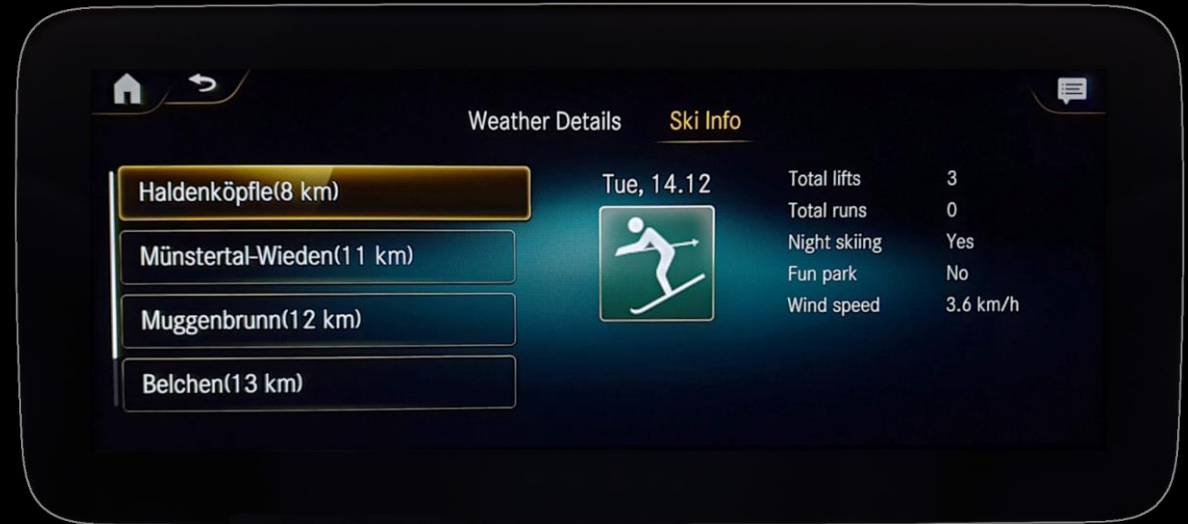 Weather Details Ski Info
Haldenköpfle(8 km)
Münstertal-Wieden(11 km)
Muggenbrunn(12 km)
Belchen(13 km)
Tue, 14.12
Total lifts 3
Total runs 0
Night skiing Yes
Fun park No
Wind speed 3.6 km/h